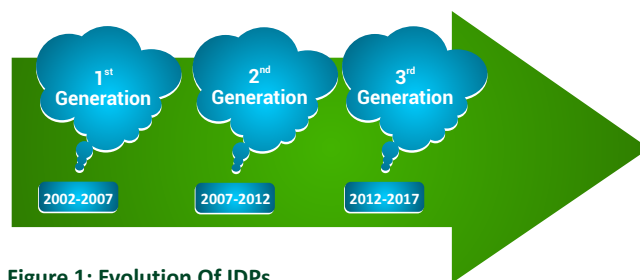 1st
Generation
2nd
Generation
3rd
Generation
2002-2007
2007-2012
2012-2017
Figure 1: Evolution Of IDPs